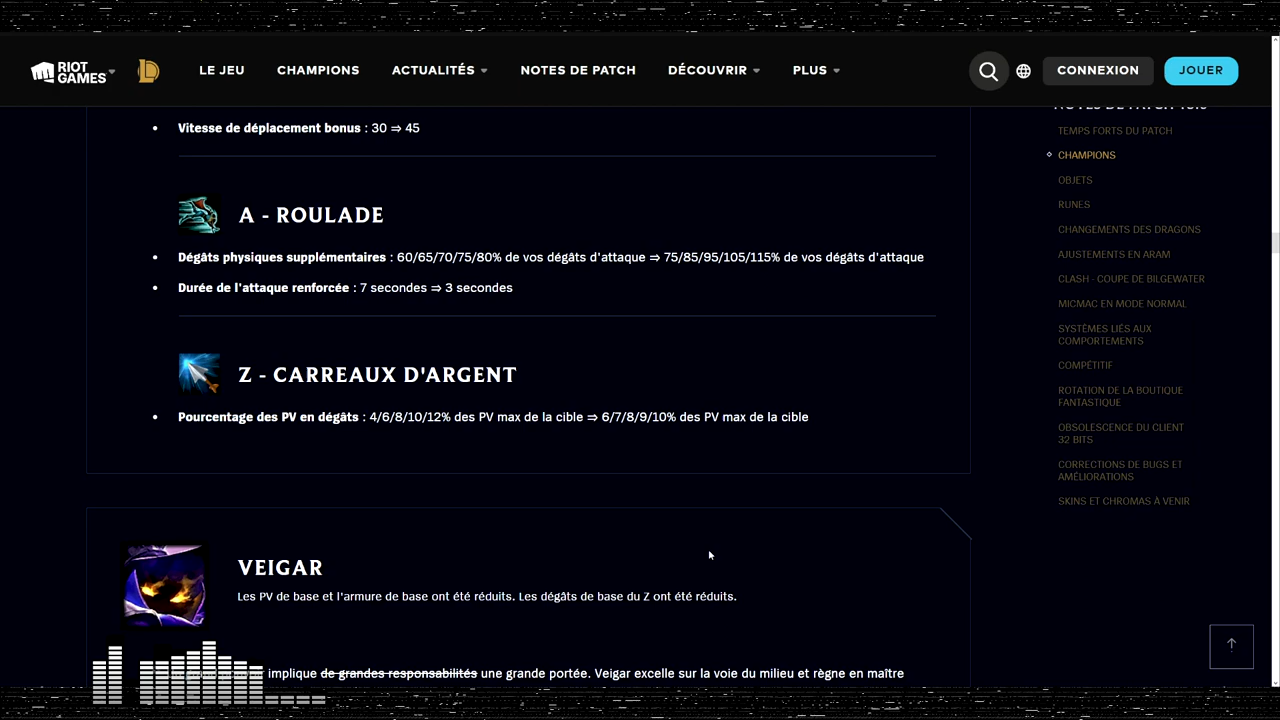 RIOT GAMES
LE JEU
CHAMPIONS
ACTUALITÉS
NOTES DE PATCH
DÉCOUVRIR
PLUS
CONNEXION
JOUER
Vitesse de déplacement bonus : 30 ⇒ 45
A - ROULADE
Dégâts physiques supplémentaires : 60/65/70/75/80% de vos dégâts d'attaque ⇒ 75/85/95/105/115% de vos dégâts d'attaque
Durée de l'attaque renforcée : 7 secondes ⇒ 3 secondes
Z - CARREAUX D'ARGENT
Pourcentage des PV en dégâts : 4/6/8/10/12% des PV max de la cible ⇒ 6/7/8/9/10% des PV max de la cible
VEIGAR
Les PV de base et l'armure de base ont été réduits. Les dégâts de base du Z ont été réduits.
implique de grandes responsabilités une grande portée. Veigar excelle sur la voie du milieu et règne en maître
TEMPS FORTS DU PATCH
CHAMPIONS
OBJETS
RUNES
CHANGEMENTS DES DRAGONS
AJUSTEMENTS EN ARAM
CLASH - COUPE DE BILGEWATER
MICMAC EN MODE NORMAL
SYSTÈMES LIÉS AUX
COMPORTEMENTS
COMPÉTITIF
ROTATION DE LA BOUTIQUE
FANTASTIQUE
OBSOLESCENCE DU CLIENT
32 BITS
CORRECTIONS DE BUGS ET
AMÉLIORATIONS
SKINS ET CHROMAS À VENIR